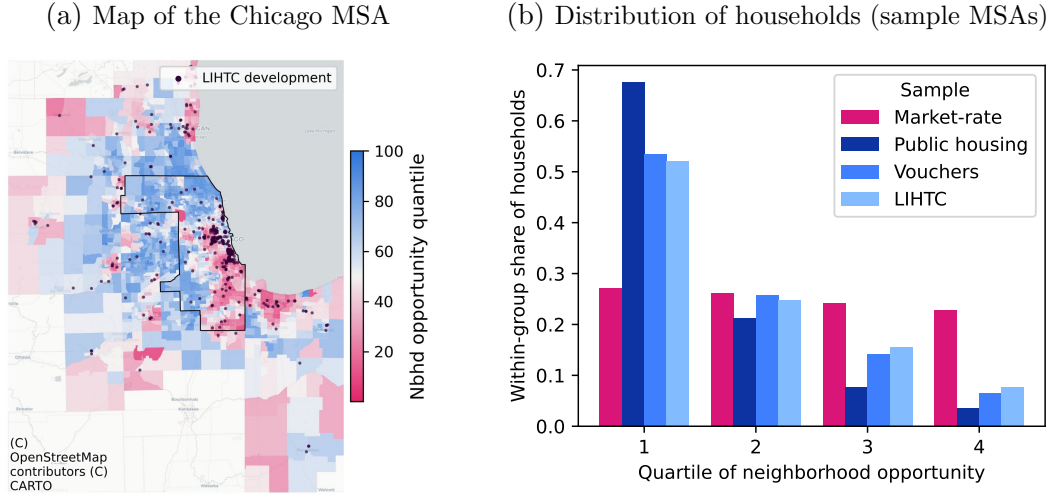 (a) Map of the Chicago MSA
LIHTC development
100
80
60
40
20
Nbhd opportunity quantile
(C)
OpenStreetMap
contributors (C)
CARTO
(b) Distribution of households (sample MSAs)
Within-group share of households
0.7
0.6
0.5
0.4
0.3
0.2
0.1
0.0
Sample
Market-rate
Public housing
Vouchers
LIHTC
1 2 3 4
Quartile of neighborhood opportunity